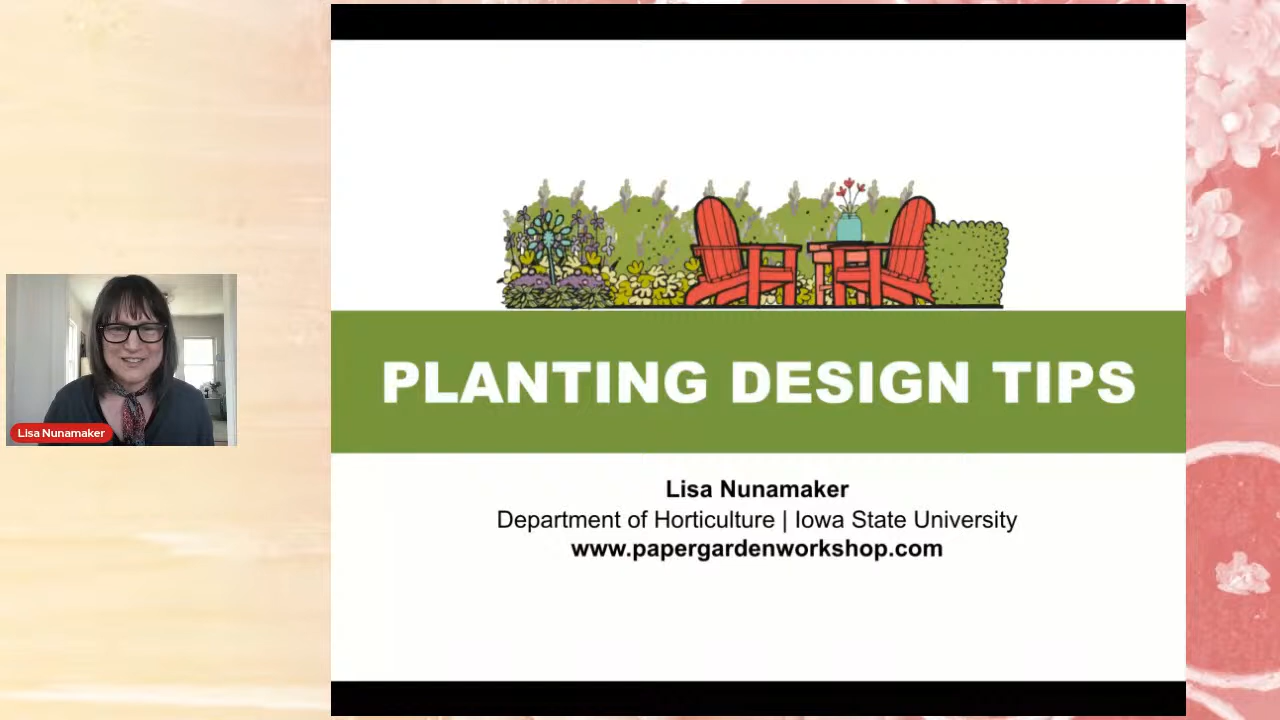 PLANTING DESIGN TIPS
Lisa Nunamaker
Department of Horticulture | Iowa State University
www.papergardenworkshop.com
Lisa Nunamaker